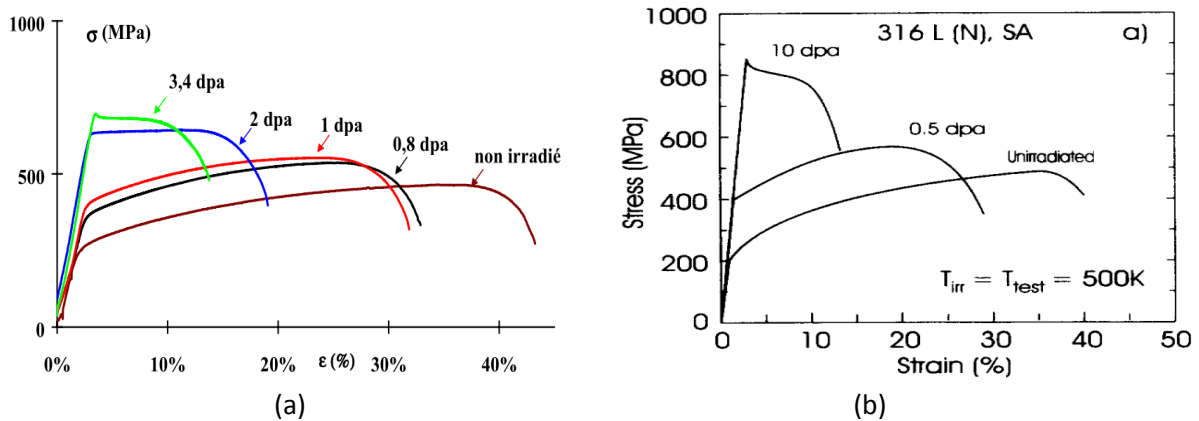 σ (MPa)
1000
500
0
3,4 dpa
2 dpa
1 dpa
0,8 dpa
non irradié
0%
10%
20%
ε (%)
30%
40%
(a)
1000
800
600
400
200
0
Stress (MPa)
316 L (N), SA
a)
10 dpa
0.5 dpa
Unirradiated
T_irr = T_test = 500K
0
10
20
30
40
50
Strain (%)
(b)